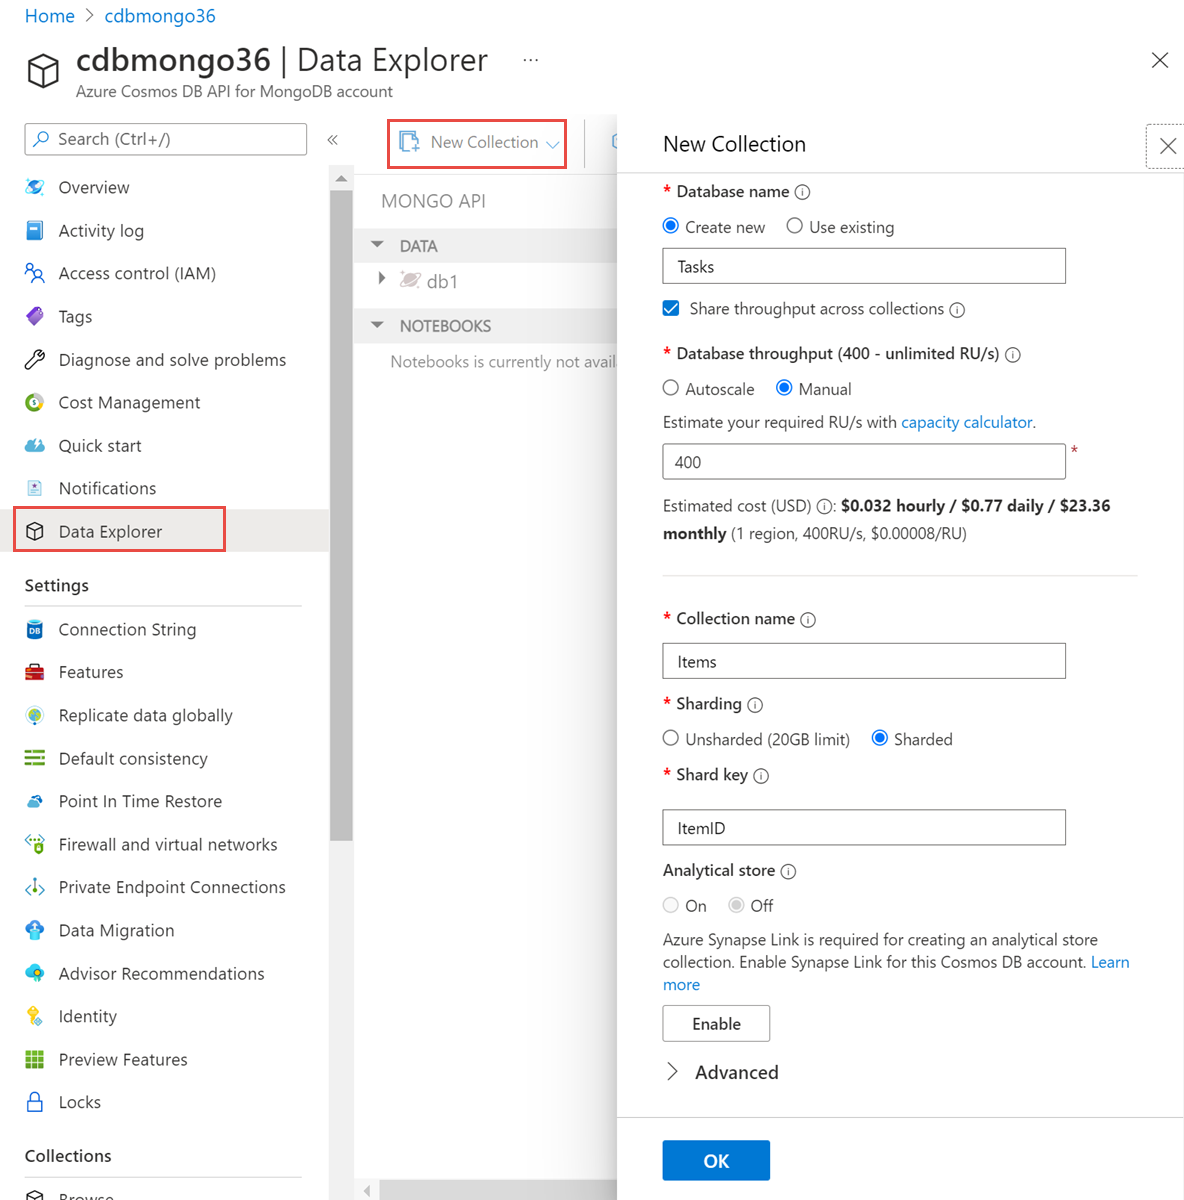 Home > cdbmongo36
cdbmongo36 | Data Explorer ...
Azure Cosmos DB API for MongoDB account
Search (Ctrl+/)
«
Overview
Activity log
Access control (IAM)
Tags
Diagnose and solve problems
Cost Management
Quick start
Notifications
Data Explorer
Settings
Connection String
Features
Replicate data globally
Default consistency
Point In Time Restore
Firewall and virtual networks
Private Endpoint Connections
Data Migration
Advisor Recommendations
Identity
Preview Features
Locks
Collections
Browse
New Collection
MONGO API
DATA
db1
NOTEBOOKS
Notebooks is currently not avail
New Collection
* Database name
Create new Use existing
Tasks
Share throughput across collections
* Database throughput (400 - unlimited RU/s)
Autoscale Manual
Estimate your required RU/s with capacity calculator.
400 *
Estimated cost (USD) : $0.032 hourly / $0.77 daily / $23.36
monthly (1 region, 400RU/s, $0.00008/RU)
* Collection name
Items
* Sharding
Unsharded (20GB limit) Sharded
* Shard key
ItemID
Analytical store
On Off
Azure Synapse Link is required for creating an analytical store
collection. Enable Synapse Link for this Cosmos DB account. Learn
more
Enable
Advanced
OK